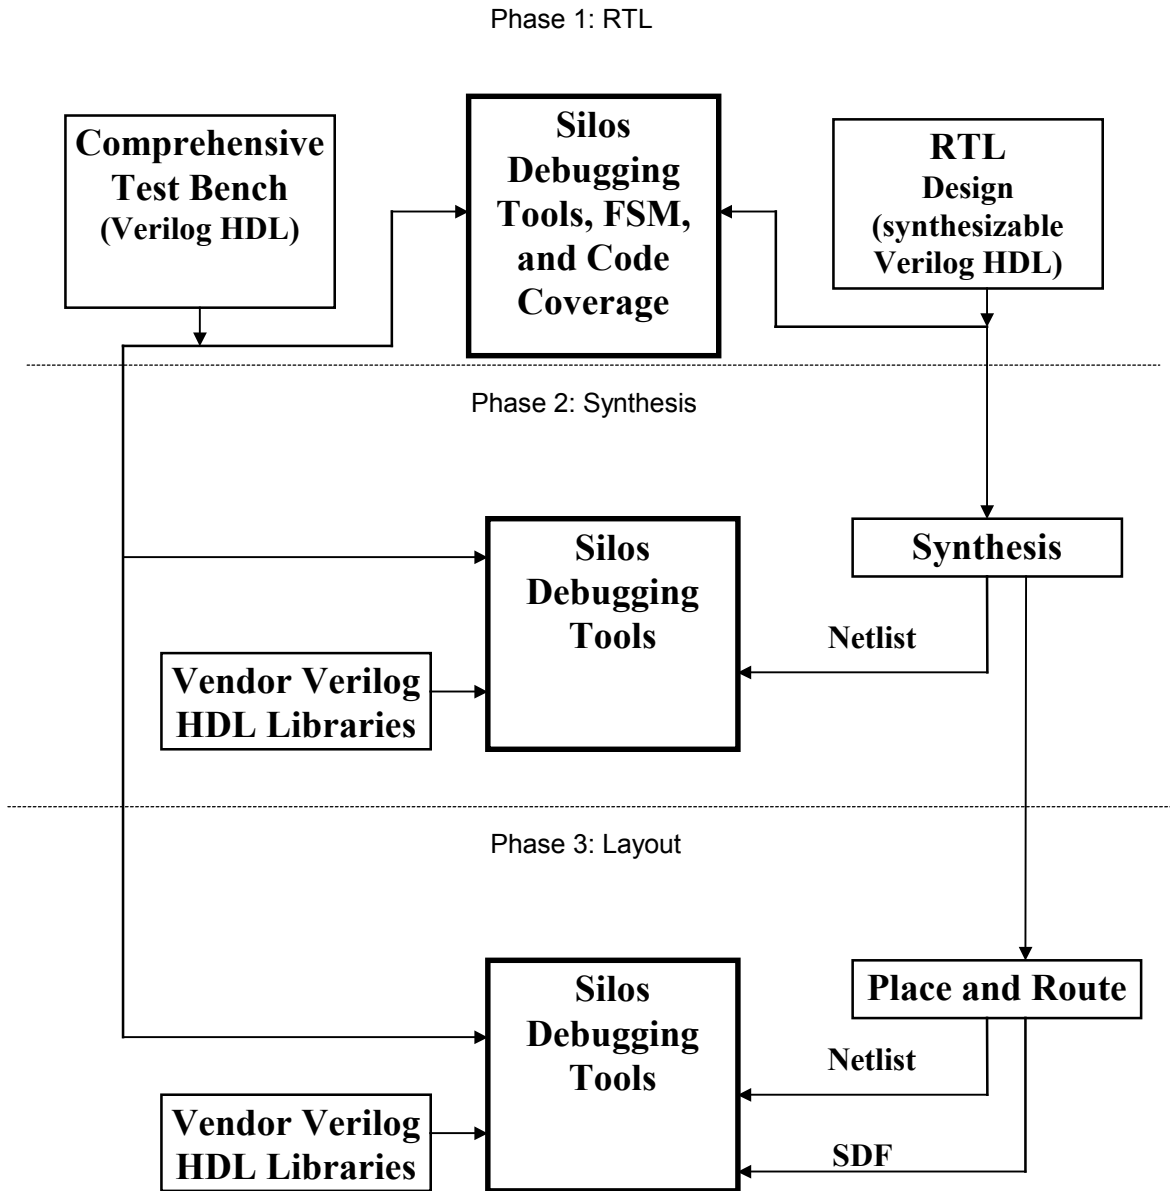 Phase 1: RTL
Comprehensive
Test Bench
(Verilog HDL)
Silos
Debugging
Tools, FSM,
and Code
Coverage
RTL
Design
(synthesizable
Verilog HDL)
Phase 2: Synthesis
Silos
Debugging
Tools
Synthesis
Netlist
Vendor Verilog
HDL Libraries
Phase 3: Layout
Silos
Debugging
Tools
Place and Route
Netlist
Vendor Verilog
HDL Libraries
SDF